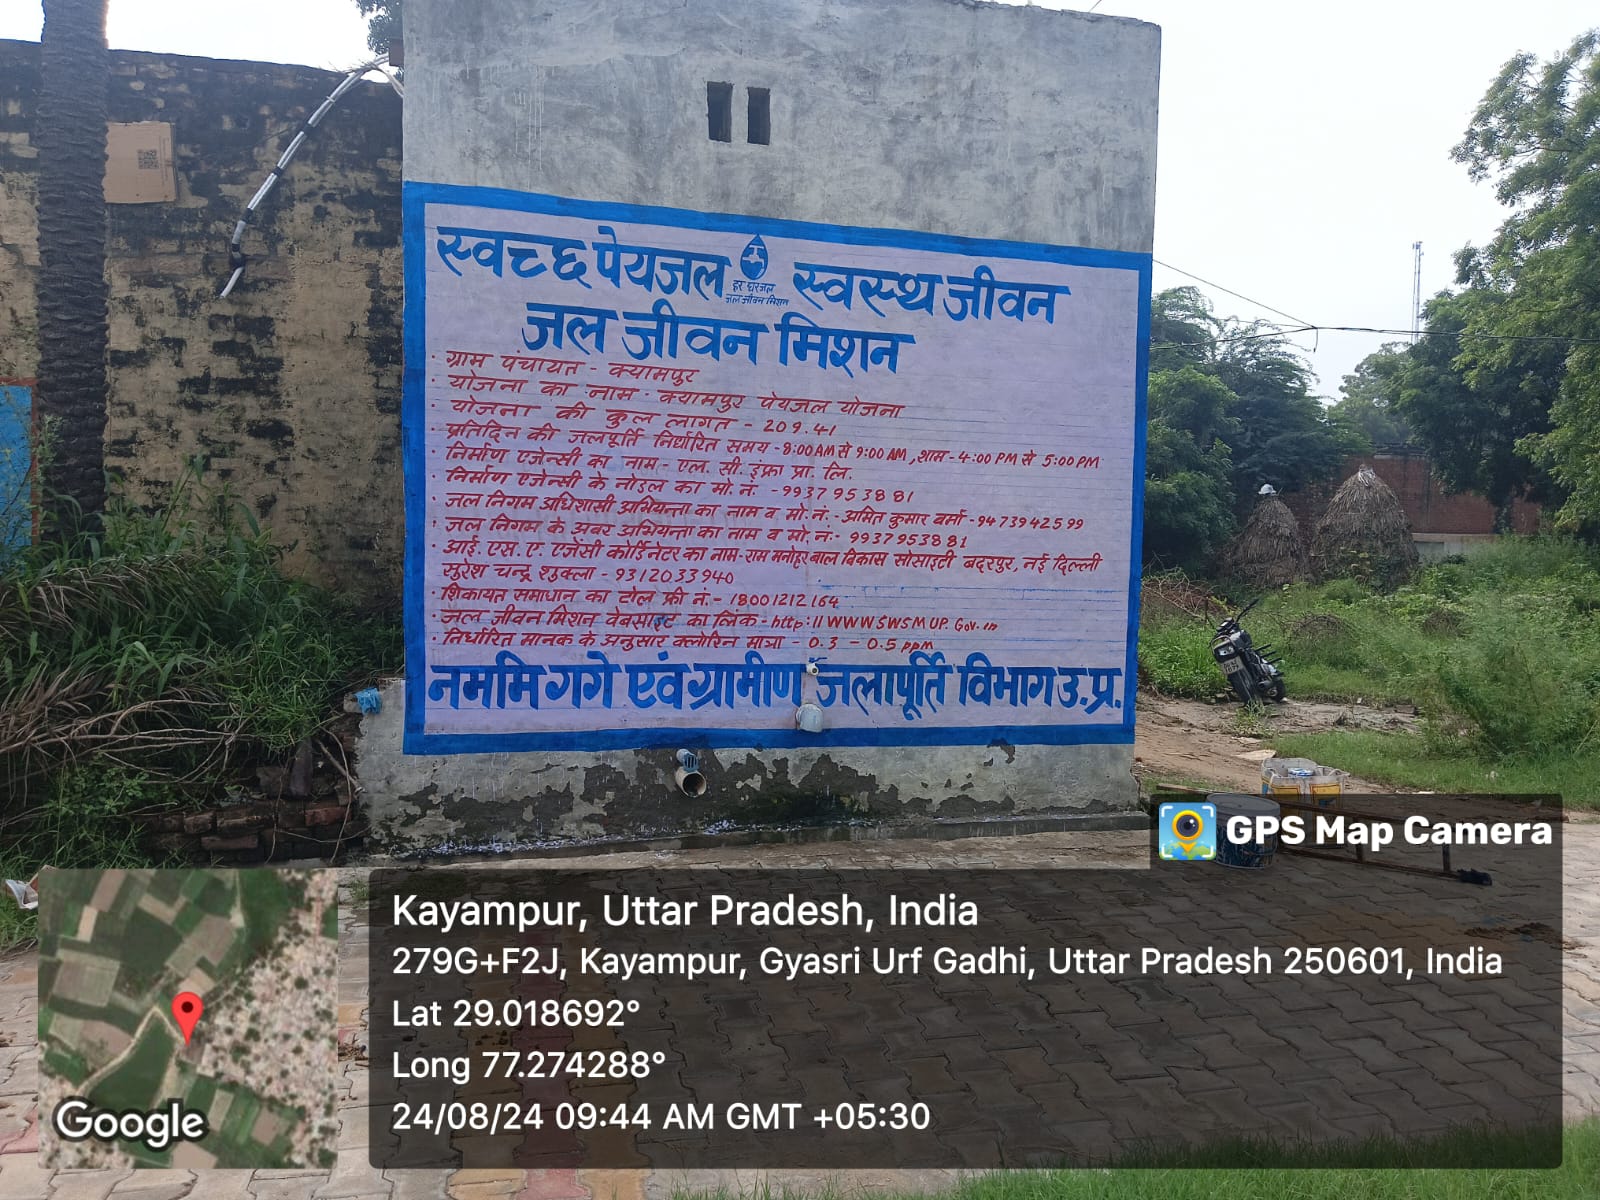 स्वच्छ पेयजल स्वस्थ जीवन
हर घर जल
जल जीवन मिशन
जल जीवन मिशन
· ग्राम पंचायत - क्यामपुर
· योजना का नाम - क्यामपुर पेयजल योजना
· योजना की कुल लागत - 209.41
· प्रतिदिन की जलपूर्ति निर्धारित समय - 8:00 AM से 9:00 AM, शाम - 4:00 PM से 5:00 PM
· निर्माण एजेन्सी का नाम - एल. सी. इंफ्रा प्रा. लि.
· निर्माण एजेन्सी के नोडल का मो. नं. - 9937953881
· जल निगम अधिशासी अभियन्ता का नाम व मो. नं. - अमित कुमार वर्मा - 9473942599
· जल निगम के अवर अभियन्ता का नाम व मो. नं.- 9937953881
· आई. एस. ए. एजेंसी कोर्डिनेटर का नाम- राम मनोहर बाल विकास सोसाइटी बदरपुर, नई दिल्ली
सुरेश चन्द्र शुक्ला - 9312033940
· शिकायत समाधान का टोल फ्री नं.- 18001212164
· जल जीवन मिशन वेबसाइट का लिंक - http://WWWSWSMUP.Gov.in
· निर्धारित मानक के अनुसार क्लोरिन मात्रा 0.3 - 0.5 ppm
नममि गगे एवं ग्रामीण जलापूर्ति विभाग उ.प्र.
GPS Map Camera
Kayampur, Uttar Pradesh, India
279G+F2J, Kayampur, Gyasri Urf Gadhi, Uttar Pradesh 250601, India
Lat 29.018692°
Long 77.274288°
24/08/24 09:44 AM GMT +05:30
Google